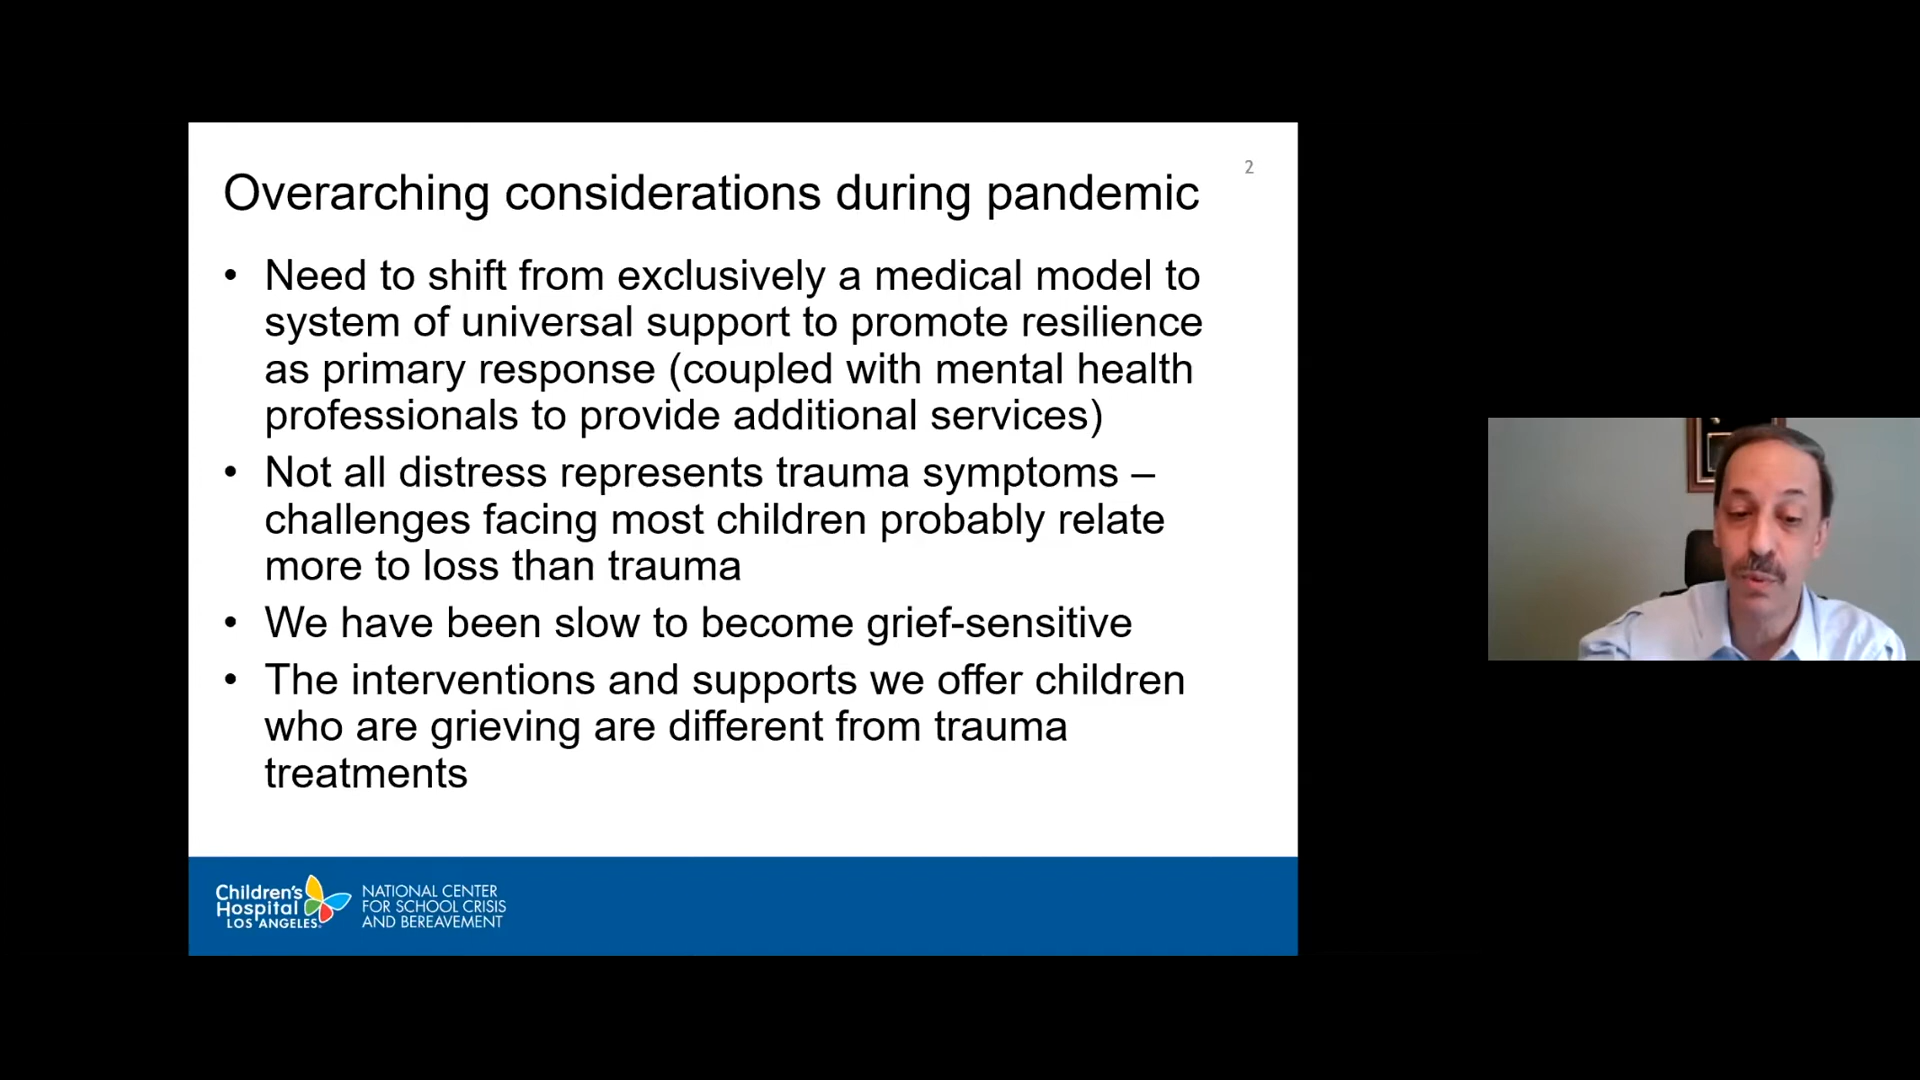 2
Overarching considerations during pandemic
• Need to shift from exclusively a medical model to
system of universal support to promote resilience
as primary response (coupled with mental health
professionals to provide additional services)
• Not all distress represents trauma symptoms –
challenges facing most children probably relate
more to loss than trauma
• We have been slow to become grief-sensitive
• The interventions and supports we offer children
who are grieving are different from trauma
treatments
Children's
Hospital
LOS ANGELES
NATIONAL CENTER
FOR SCHOOL CRISIS
AND BEREAVEMENT